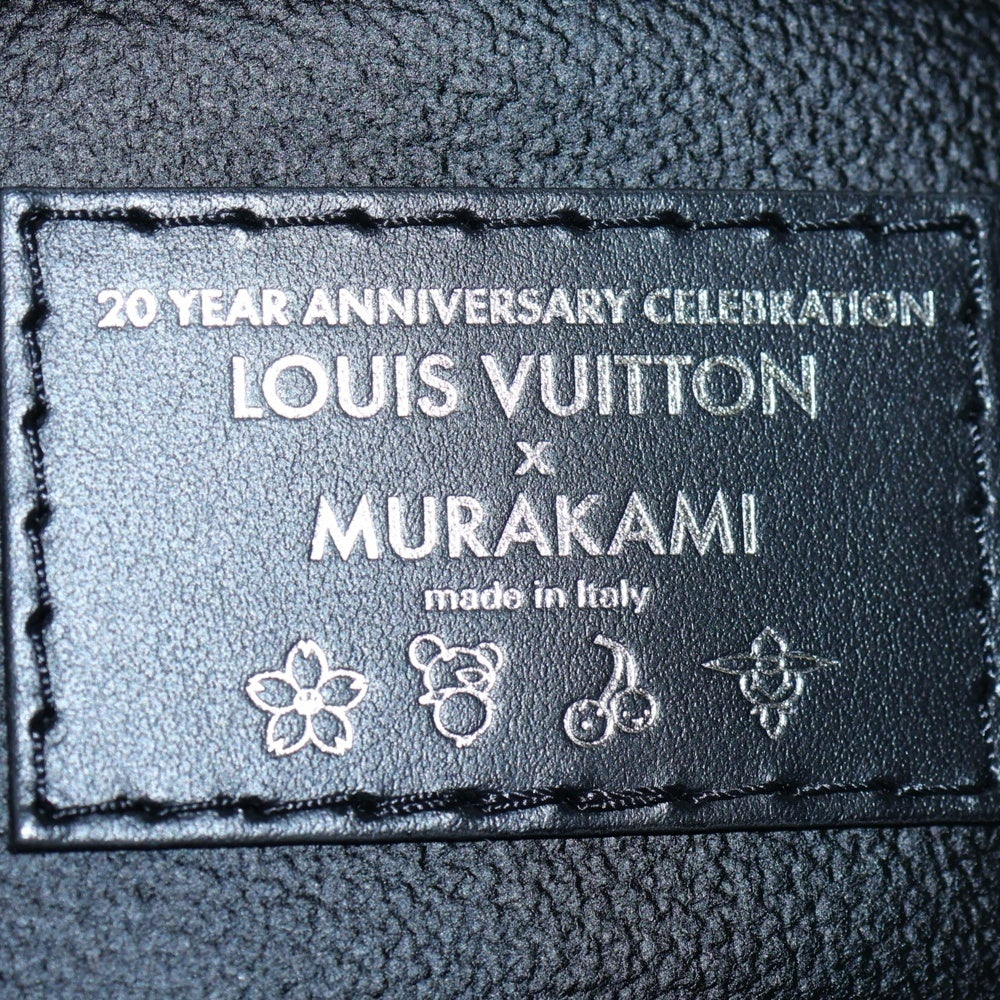 20 YEAR ANNIVERSARY CELEBRATION
LOUIS VUITTON
x
MURAKAMI
made in Italy